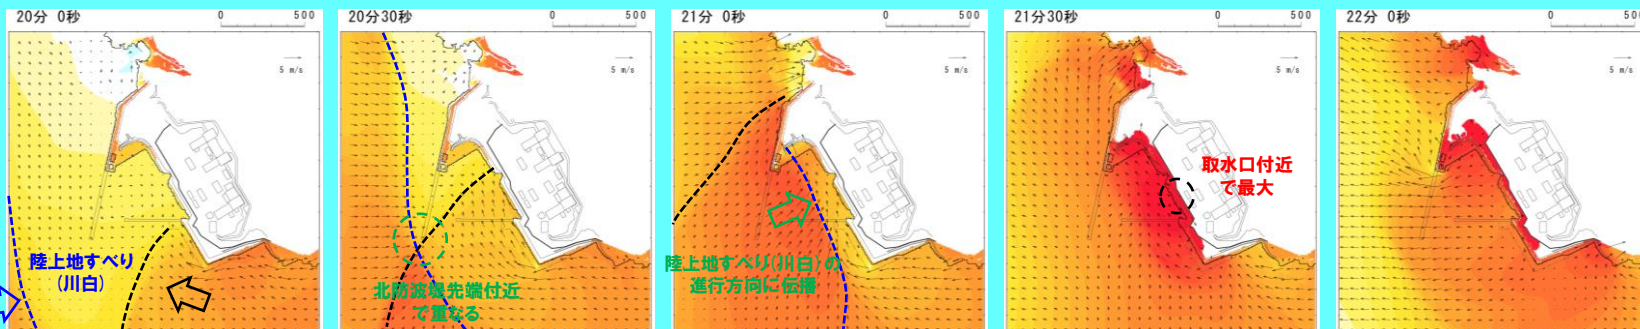 20分 0秒
0 500
5 m/s
陸上地すべり
(川白)
20分30秒
0 500
5 m/s
北防波堤先端付近
で重なる
21分 0秒
0 500
5 m/s
陸上地すべり(川白)の
進行方向に伝播
21分30秒
0 500
5 m/s
取水口付近
で最大
22分 0秒
0 500
5 m/s